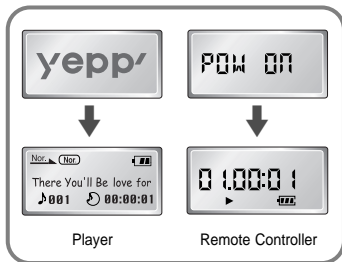 yepp'
POW ON
Nor. Nor.
There You'll Be love for
001 00:00:01
01.00:01
Player
Remote Controller